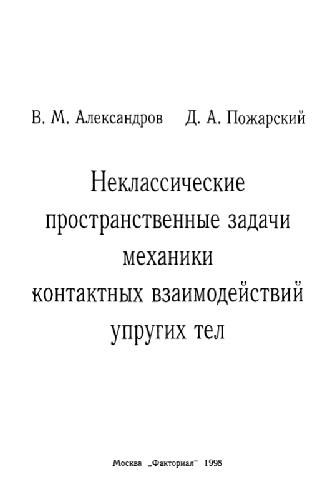 В. М. Александров Д. А. Пожарский
Неклассические
пространственные задачи
механики
контактных взаимодействий
упругих тел
Москва „Факториал" 1998